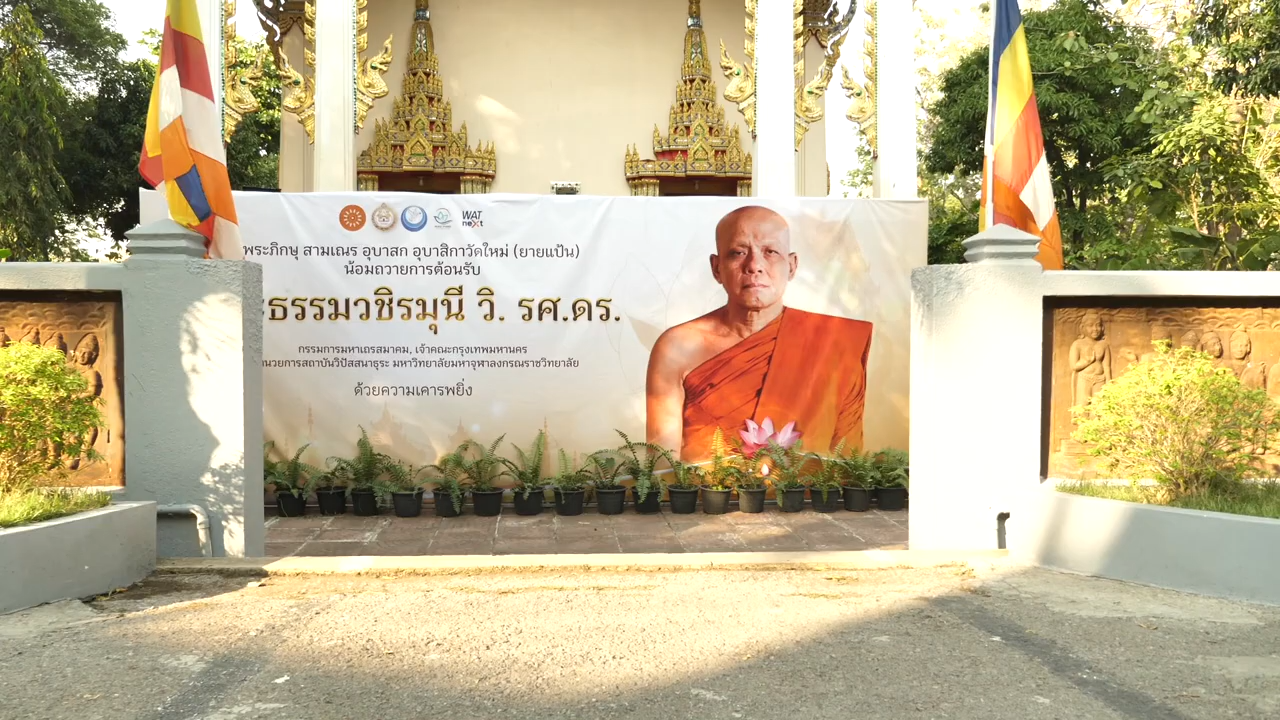 WAT
neXt
พระภิกษุ สามเณร อุบาสก อุบาสิกาวัดใหม่ (ยายแป้น)
น้อมถวายการต้อนรับ
ธรรมวชิรมุนี วิ. รศ.ดร.
กรรมการมหาเถรสมาคม, เจ้าคณะกรุงเทพมหานคร
นวยการสถาบันวิปัสสนาธุระ มหาวิทยาลัยมหาจุฬาลงกรณราชวิทยาลัย
ด้วยความเคารพยิ่ง